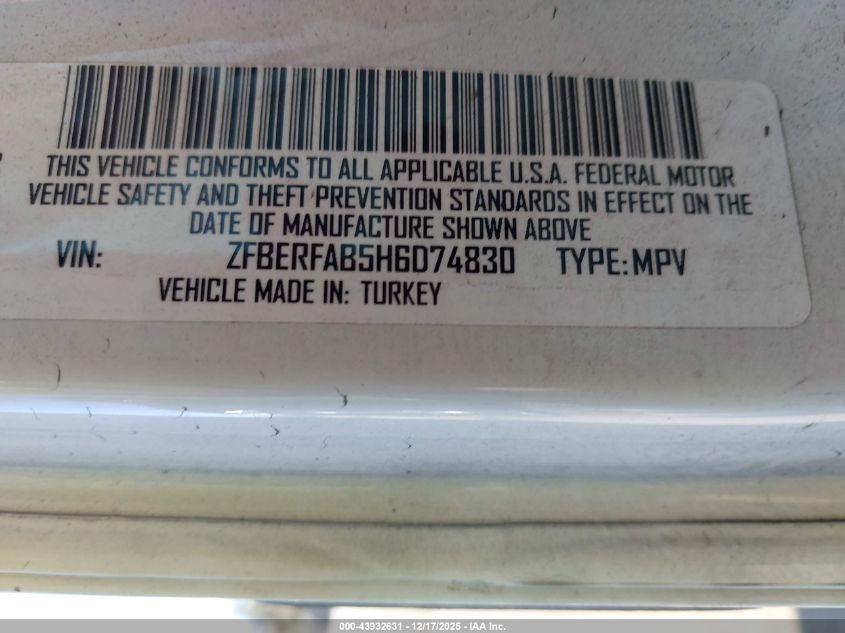 THIS VEHICLE CONFORMS TO ALL APPLICABLE U.S.A. FEDERAL MOTOR
VEHICLE SAFETY AND THEFT PREVENTION STANDARDS IN EFFECT ON THE
DATE OF MANUFACTURE SHOWN ABOVE
VIN: ZFBERFAB5H6D74830 TYPE: MPV
VEHICLE MADE IN: TURKEY
000-43932631 - 12/17/2025 - IAA Inc.